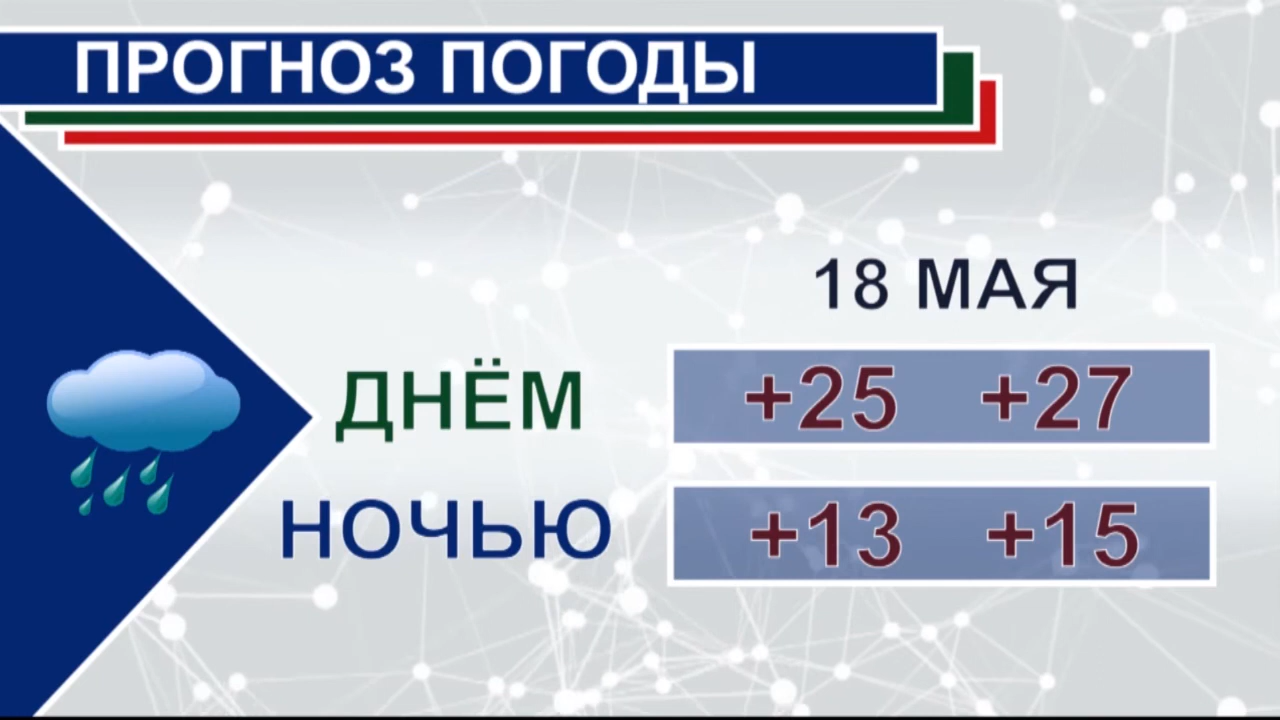 ПРОГНОЗ ПОГОДЫ
18 МАЯ
ДНЁМ +25 +27
НОЧЬЮ +13 +15